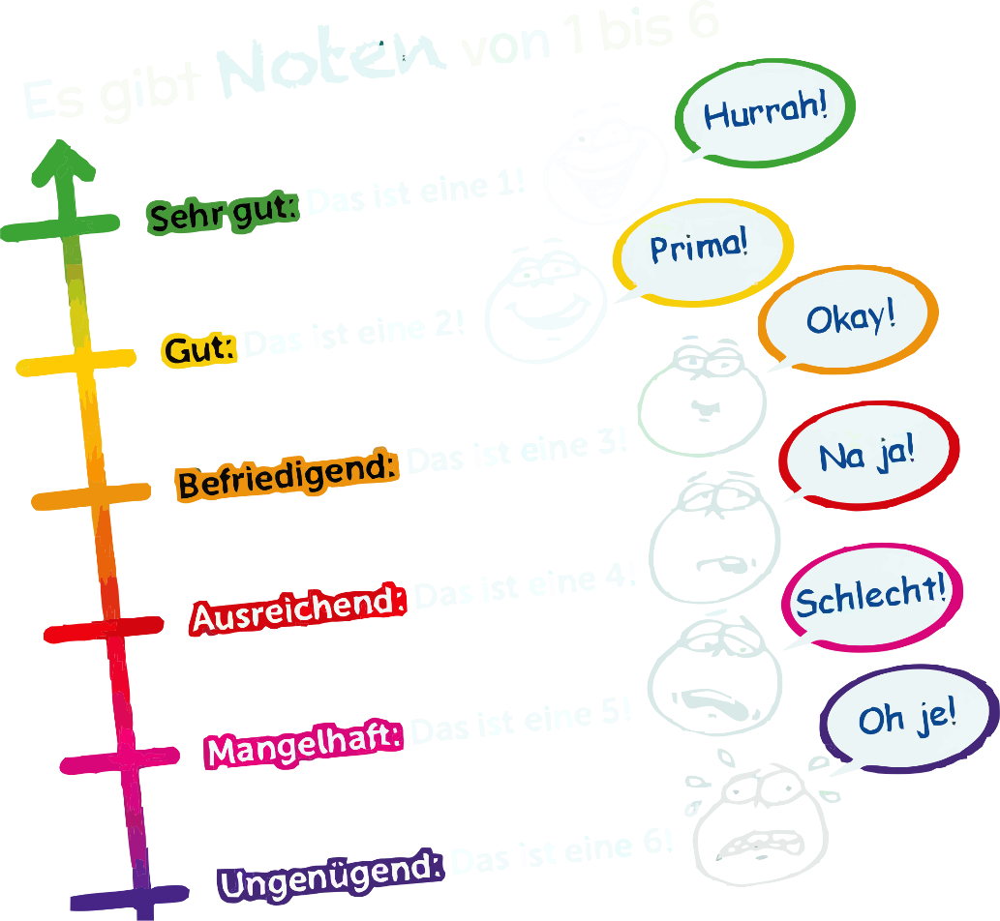 Es gibt Noten von 1 bis 6
Hurrah!
Sehr gut: Das ist eine 1!
Prima!
Gut: Das ist eine 2!
Okay!
Befriedigend: Das ist eine 3!
Na ja!
Ausreichend: Das ist eine 4!
Schlecht!
Mangelhaft: Das ist eine 5!
Oh je!
Ungenügend: Das ist eine 6!